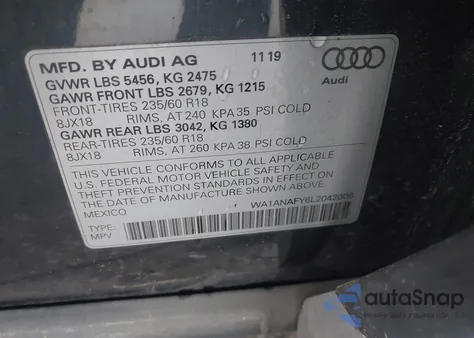 MFD. BY AUDI AG 11 19
GVWR LBS 5456, KG 2475
GAWR FRONT LBS 2679, KG 1215
FRONT-TIRES 235/60 R18
8JX18 RIMS, AT 240 KPA 35 PSI COLD
GAWR REAR LBS 3042, KG 1380
REAR-TIRES 235/60 R18
8JX18 RIMS, AT 260 KPA 38 PSI COLD
Audi
THIS VEHICLE CONFORMS TO ALL APPLICABLE
U.S. FEDERAL MOTOR VEHICLE SAFETY AND
THEFT PREVENTION STANDARDS IN EFFECT ON
THE DATE OF MANUFACTURE SHOWN ABOVE.
MEXICO
WA1ANAFY6L2042006
TYPE:
MPV
autoSnap